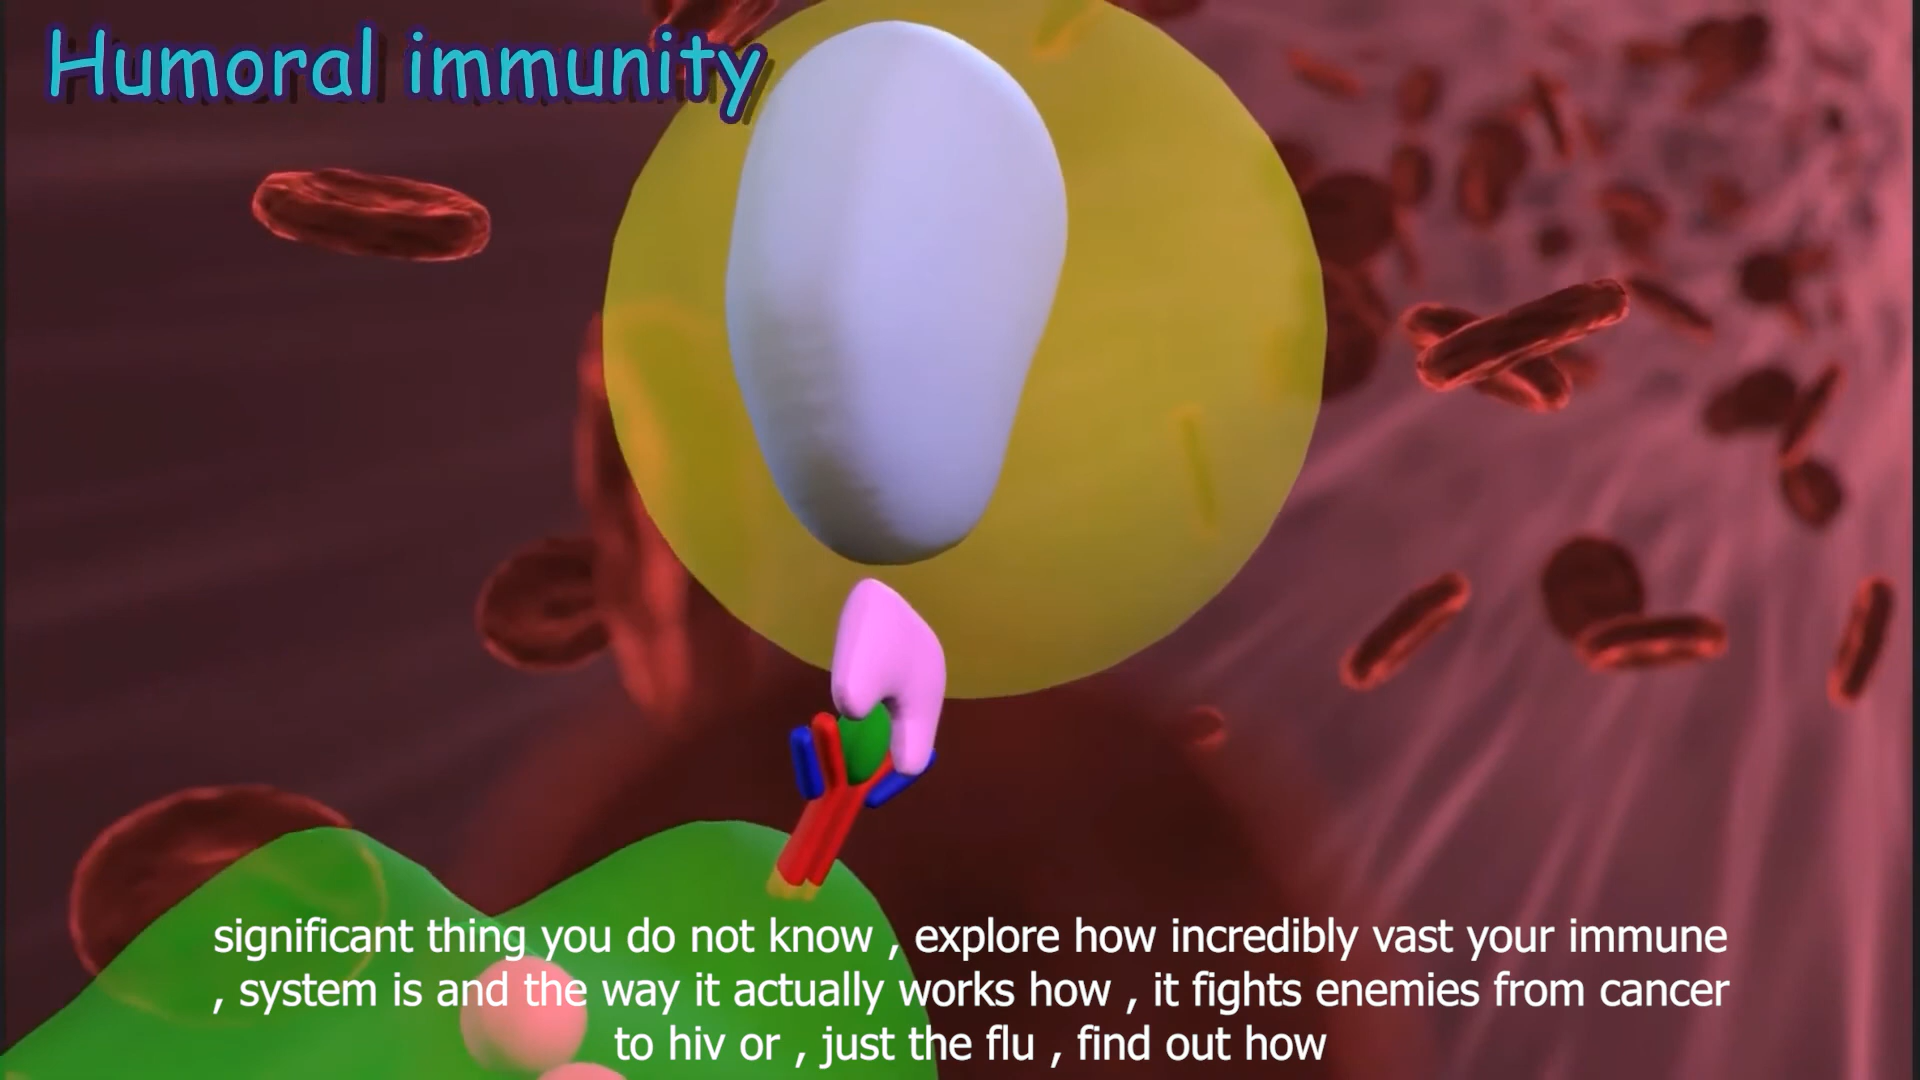 Humoral immunity
significant thing you do not know , explore how incredibly vast your immune
, system is and the way it actually works how , it fights enemies from cancer
to hiv or , just the flu , find out how